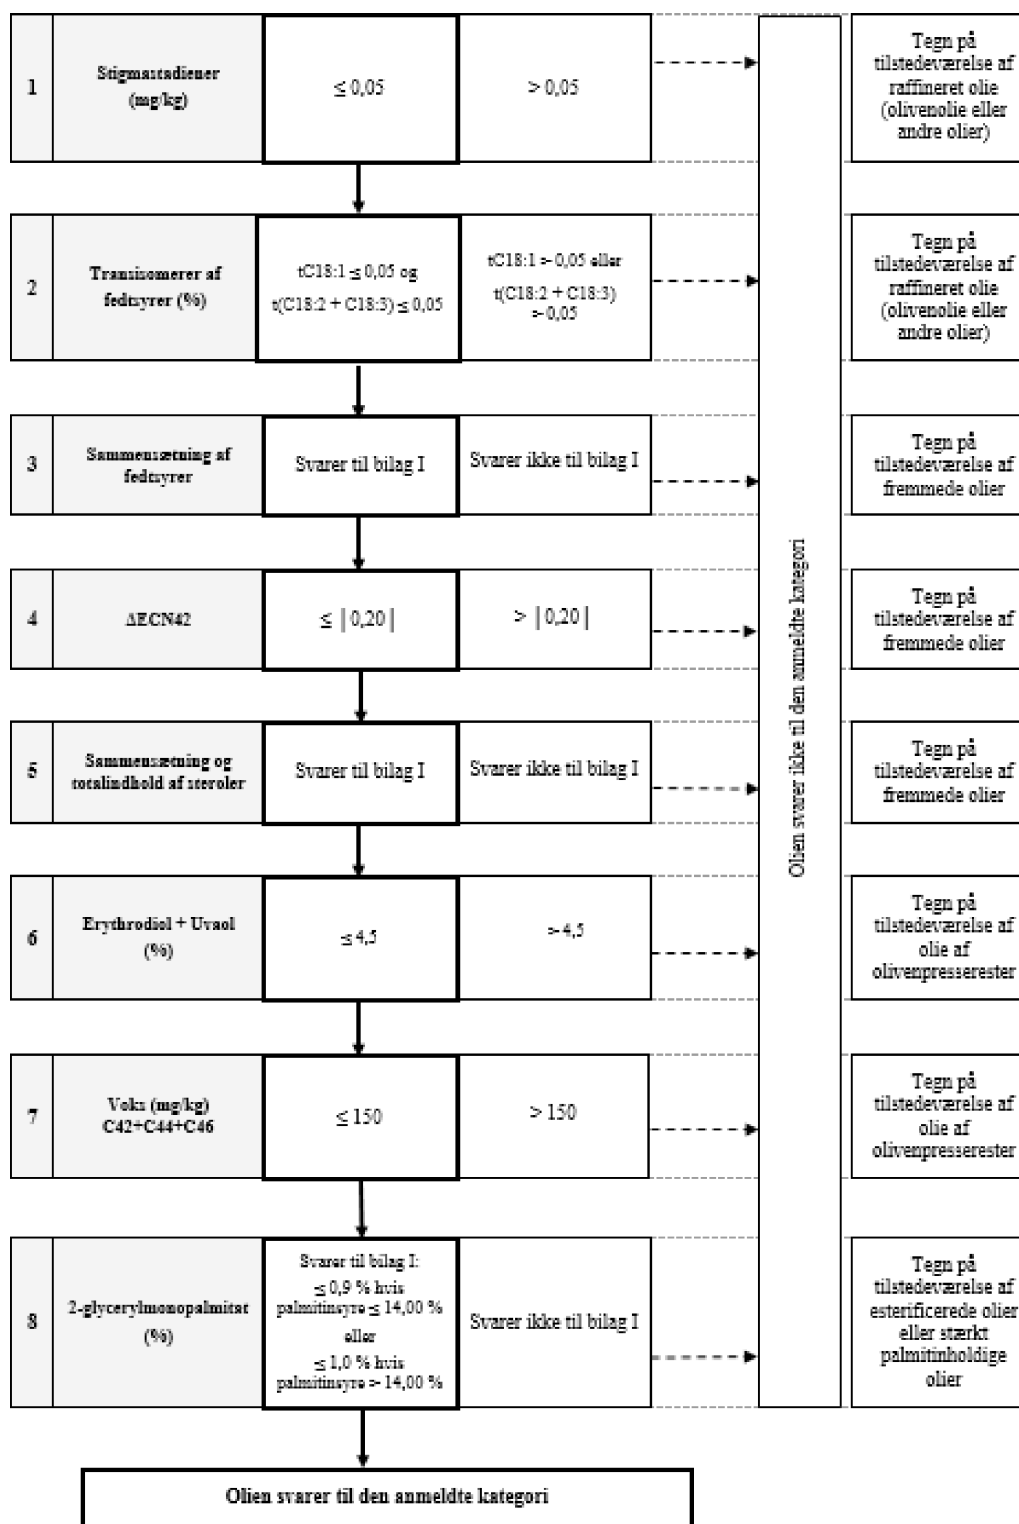 1
Stigmastadiener
(mg/kg)
≤ 0,05
> 0,05
Tegn på
tilstedeværelse af
raffineret olie
(olivenolie eller
andre olier)
2
Transisomerer af
fedtsyrer (%)
tC18:1 ≤ 0,05 og
t(C18:2 + C18:3) ≤ 0,05
tC18:1 > 0,05 eller
t(C18:2 + C18:3)
> 0,05
Tegn på
tilstedeværelse af
raffineret olie
(olivenolie eller
andre olier)
3
Sammensætning af
fedtsyrer
Svarer til bilag I
Svarer ikke til bilag I
Tegn på
tilstedeværelse af
fremmede olier
4
ΔECN42
≤ |0,20|
> |0,20|
Tegn på
tilstedeværelse af
fremmede olier
5
Sammensætning og
totalindhold af steroler
Svarer til bilag I
Svarer ikke til bilag I
Tegn på
tilstedeværelse af
fremmede olier
6
Erythrodiol + Uvaol
(%)
≤ 4,5
> 4,5
Tegn på
tilstedeværelse af
olie af
olivenpresserester
7
Voks (mg/kg)
C42+C44+C46
≤ 150
> 150
Tegn på
tilstedeværelse af
olie af
olivenpresserester
8
2-glycerylmonopalmitat
(%)
Svarer til bilag I:
≤ 0,9 % hvis
palmitinsyre ≤ 14,00 %
eller
≤ 1,0 % hvis
palmitinsyre > 14,00 %
Svarer ikke til bilag I
Tegn på
tilstedeværelse af
esterificerede olier
eller stærkt
palmitinholdige
olier
Olien svarer ikke til den anmeldte kategori
Olien svarer til den anmeldte kategori